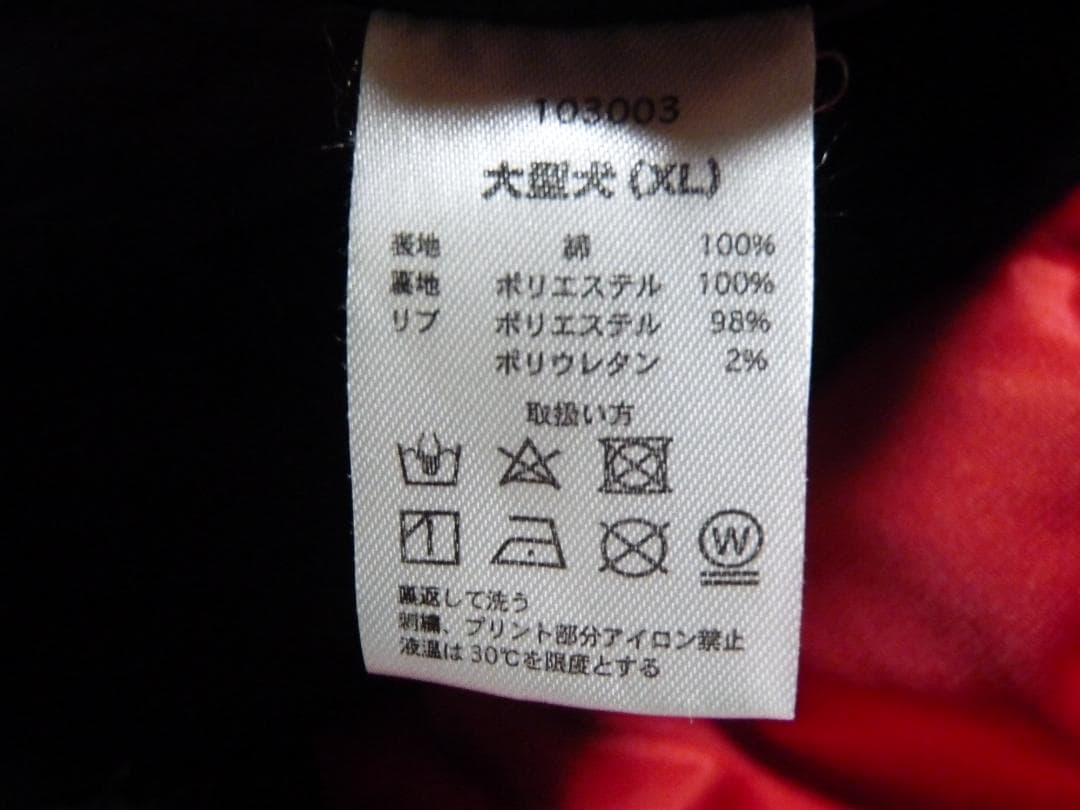 103003
大型犬(XL)
表地 綿 100%
裏地 ポリエステル 100%
リブ ポリエステル 98%
ポリウレタン 2%
取扱い方
W
裏返して洗う
刺繍、プリント部分アイロン禁止
液温は30℃を限度とする